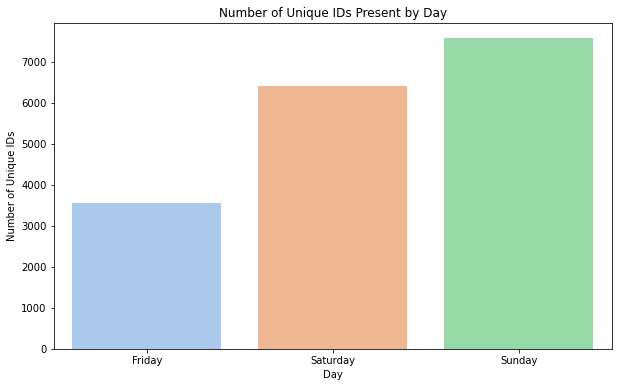 Number of Unique IDs Present by Day
Number of Unique IDs
7000
6000
5000
4000
3000
2000
1000
0
Friday
Saturday
Sunday
Day